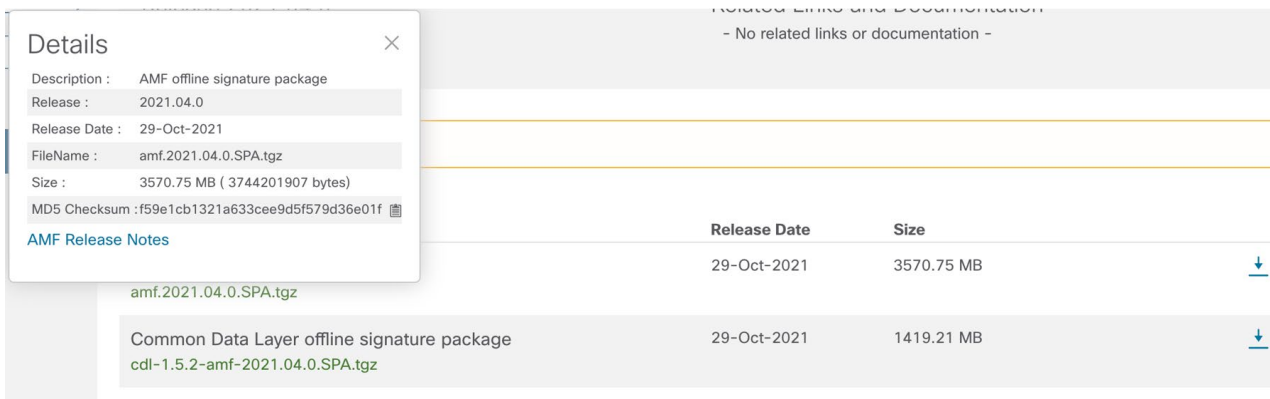 Related Links and Documentation
- No related links or documentation -
Details
Description : AMF offline signature package
Release : 2021.04.0
Release Date : 29-Oct-2021
FileName : amf.2021.04.0.SPA.tgz
Size : 3570.75 MB ( 3744201907 bytes)
MD5 Checksum :f59e1cb1321a633cee9d5f579d36e01f
AMF Release Notes
Release Date Size
29-Oct-2021 3570.75 MB
amf.2021.04.0.SPA.tgz
Common Data Layer offline signature package 29-Oct-2021 1419.21 MB
cdl-1.5.2-amf-2021.04.0.SPA.tgz